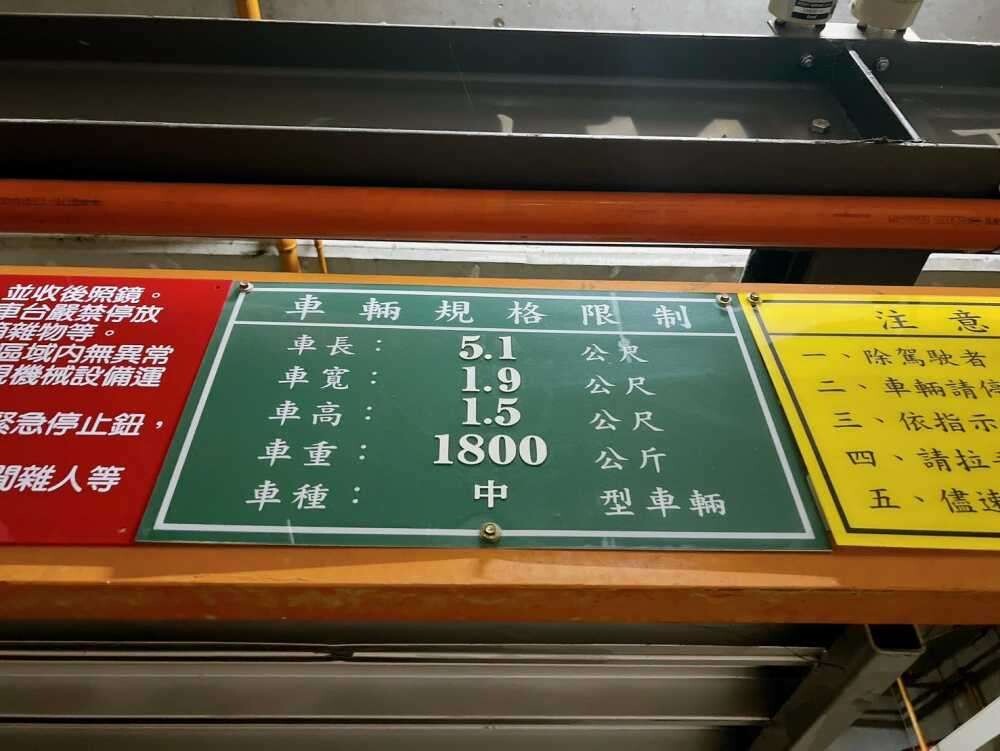 並收後照鏡。
車台嚴禁停放
雜物等。
區域內無異常
機械設備運
緊急停止鈕，
閒雜人等
車輛規格限制
車長： 5.1 公尺
車寬： 1.9 公尺
車高： 1.5 公尺
車重： 1800 公斤
車種： 中 型車輛
注意
一、除駕駛者
二、車輛請停
三、依指示
四、請拉
五、儘速